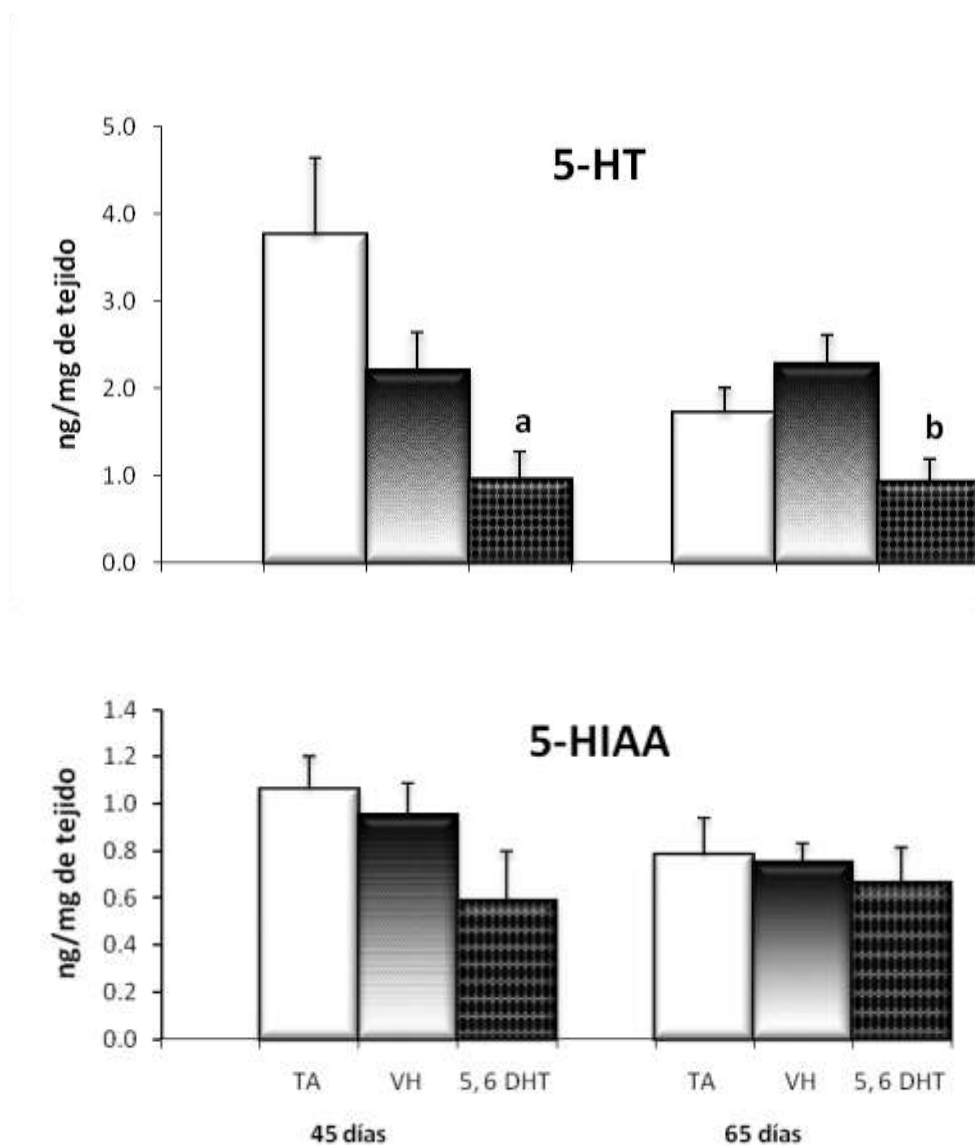 5-HT
ng/mg de tejido
5.0
4.0
3.0
2.0
1.0
0.0
a
b
5-HIAA
ng/mg de tejido
1.4
1.2
1.0
0.8
0.6
0.4
0.2
0.0
TA VH 5, 6 DHT TA VH 5, 6 DHT
45 días 65 días